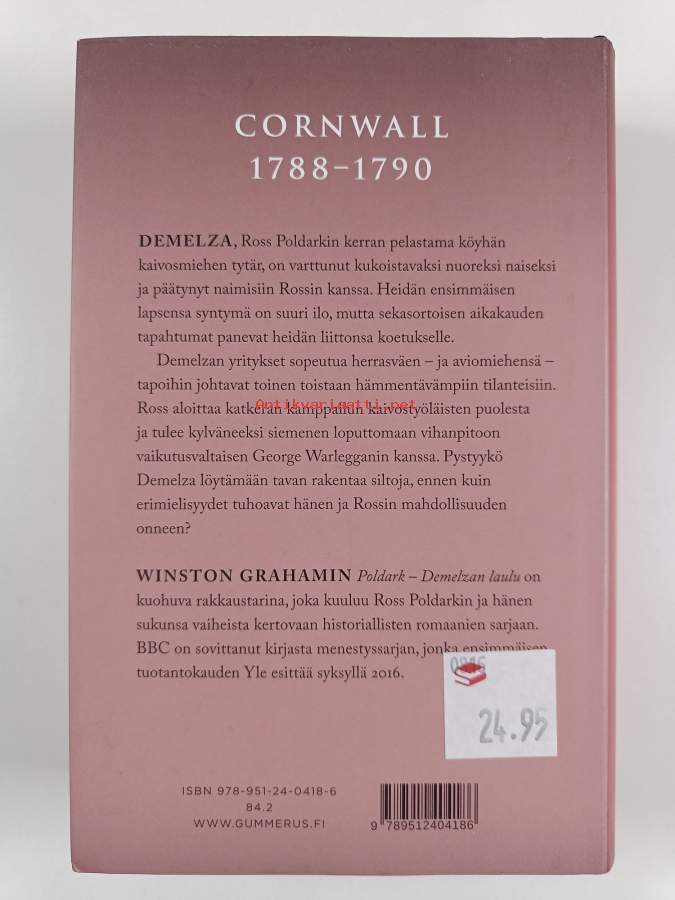 CORNWALL
1788–1790
DEMELZA, Ross Poldarkin kerran pelastama köyhän
kaivosmiehen tytär, on varttunut kukoistavaksi nuoreksi naiseksi
ja päätynyt naimisiin Rossin kanssa. Heidän ensimmäisen
lapsensa syntymä on suuri ilo, mutta sekasortoisen aikakauden
tapahtumat panevat heidän liittonsa koetukselle.
Demelzan yritykset sopeutua herrasväen – ja aviomiehensä –
tapoihin johtavat toinen toistaan hämmentävämpiin tilanteisiin.
Antikvariaatti.net
Ross aloittaa katkeran kamppailun kaivostyöläisten puolesta
ja tulee kylväneeksi siemenen loputtomaan vihanpitoon
vaikutusvaltaisen George Warlegganin kanssa. Pystyykö
Demelza löytämään tavan rakentaa siltoja, ennen kuin
erimielisyydet tuhoavat hänen ja Rossin mahdollisuuden
onneen?
WINSTON GRAHAMIN Poldark – Demelzan laulu on
kuohuva rakkaustarina, joka kuuluu Ross Poldarkin ja hänen
sukunsa vaiheista kertovaan historiallisten romaanien sarjaan.
BBC on sovittanut kirjasta menestyssarjan, jonka ensimmäisen
tuotantokauden Yle esittää syksyllä 2016.
24.95
ISBN 978-951-24-0418-6
84.2
WWW.GUMMERUS.FI
9 789512 404186